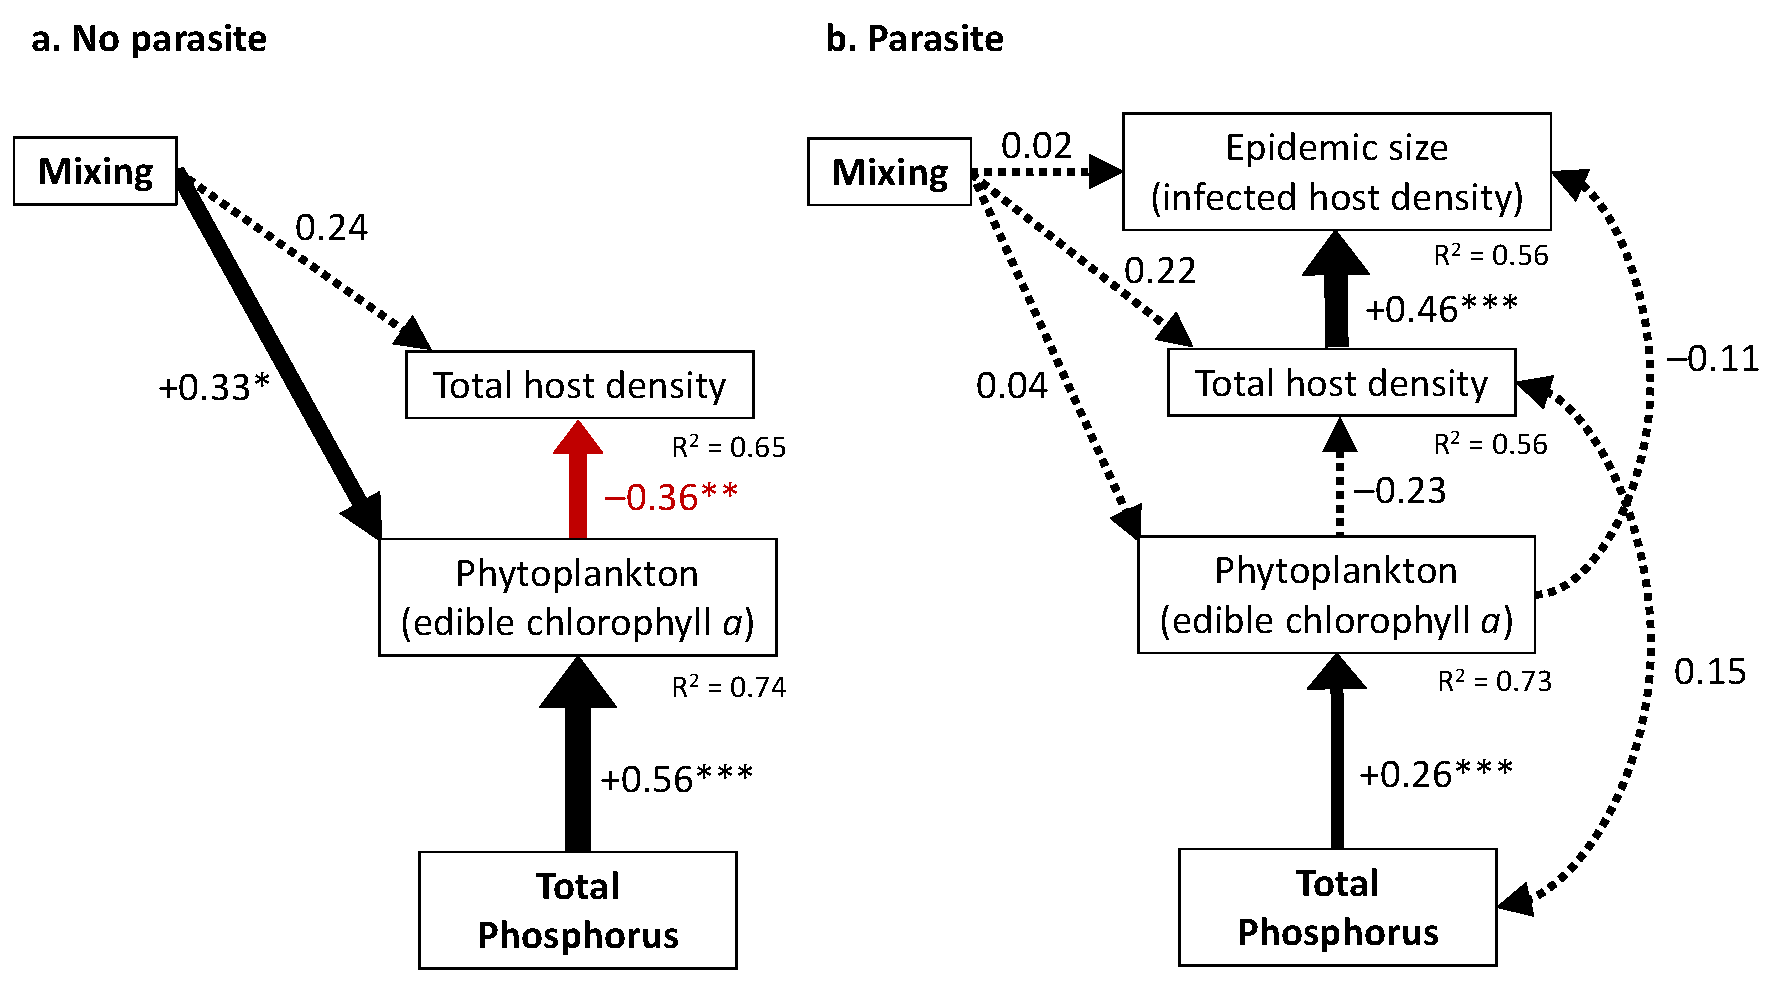 a. No parasite
Mixing
0.24
+0.33*
Total host density
R² = 0.65
–0.36**
Phytoplankton
(edible chlorophyll a)
R² = 0.74
+0.56***
Total
Phosphorus
b. Parasite
Mixing
0.02
Epidemic size
(infected host density)
R² = 0.56
0.22
+0.46***
–0.11
0.04
Total host density
R² = 0.56
–0.23
Phytoplankton
(edible chlorophyll a)
R² = 0.73
0.15
+0.26***
Total
Phosphorus